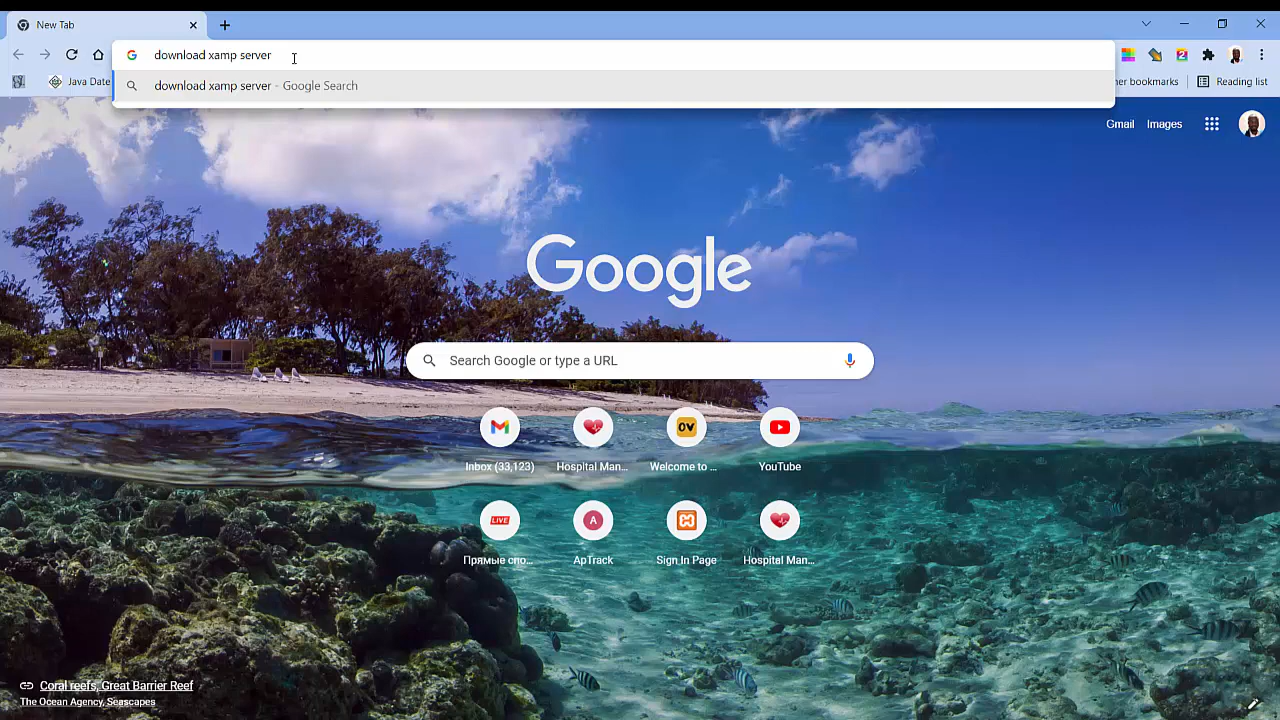 New Tab
download xamp server
Java Date
download xamp server - Google Search
her bookmarks
Reading list
Gmail
Images
Google
Search Google or type a URL
Inbox (33,123)
Hospital Man...
Welcome to ...
YouTube
LIVE
A
Прямые спо...
ApTrack
Sign In Page
Hospital Man...
Coral reefs, Great Barrier Reef
The Ocean Agency, Seascapes